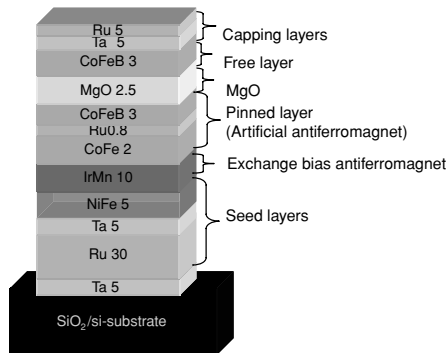 Ru 5
Ta 5
CoFeB 3
MgO 2.5
CoFeB 3
Ru0.8
CoFe 2
IrMn 10
NiFe 5
Ta 5
Ru 30
Ta 5
SiO2/si-substrate
Capping layers
Free layer
MgO
Pinned layer
(Artificial antiferromagnet)
Exchange bias antiferromagnet
Seed layers